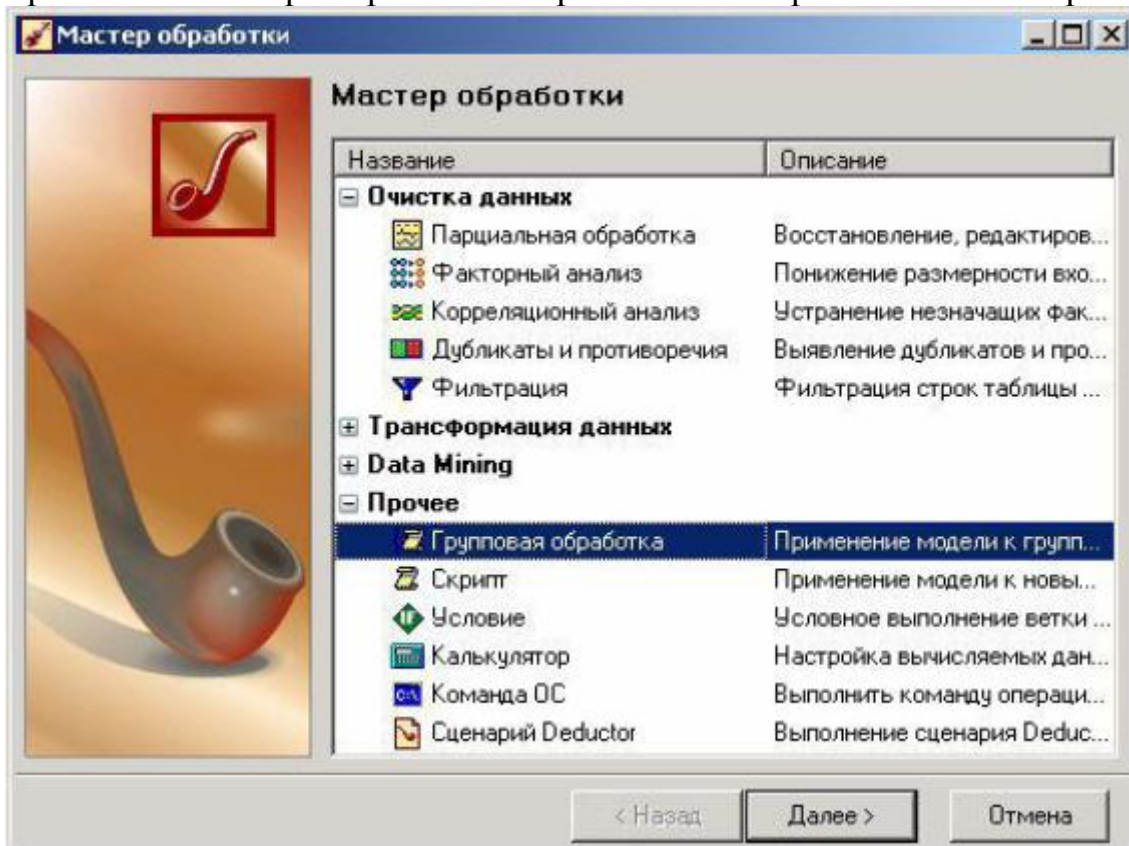 Мастер обработки
Мастер обработки
Название Описание
Очистка данных
Парциальная обработка Восстановление, редактиров...
Факторный анализ Понижение размерности вхо...
Корреляционный анализ Устранение незначащих фак...
Дубликаты и противоречия Выявление дубликатов и про...
Фильтрация Фильтрация строк таблицы ...
Трансформация данных
Data Mining
Прочее
Групповая обработка Применение модели к групп...
Скрипт Применение модели к новы...
Условие Условное выполнение ветки ...
Калькулятор Настройка вычисляемых дан...
Команда ОС Выполнить команду операци...
Сценарий Deductor Выполнение сценария Deduc...
< Назад Далее > Отмена